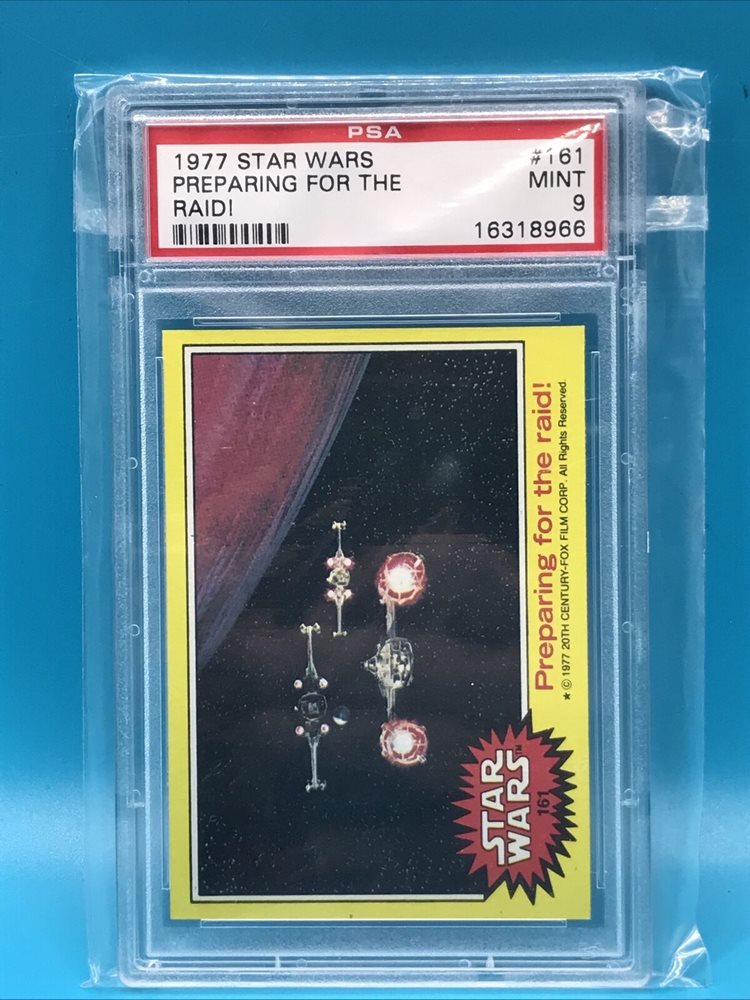 PSA
1977 STAR WARS #161
PREPARING FOR THE MINT
RAID! 9
16318966
Preparing for the raid!
★ © 1977 20TH CENTURY-FOX FILM CORP. All Rights Reserved.
STAR
WARS™
161